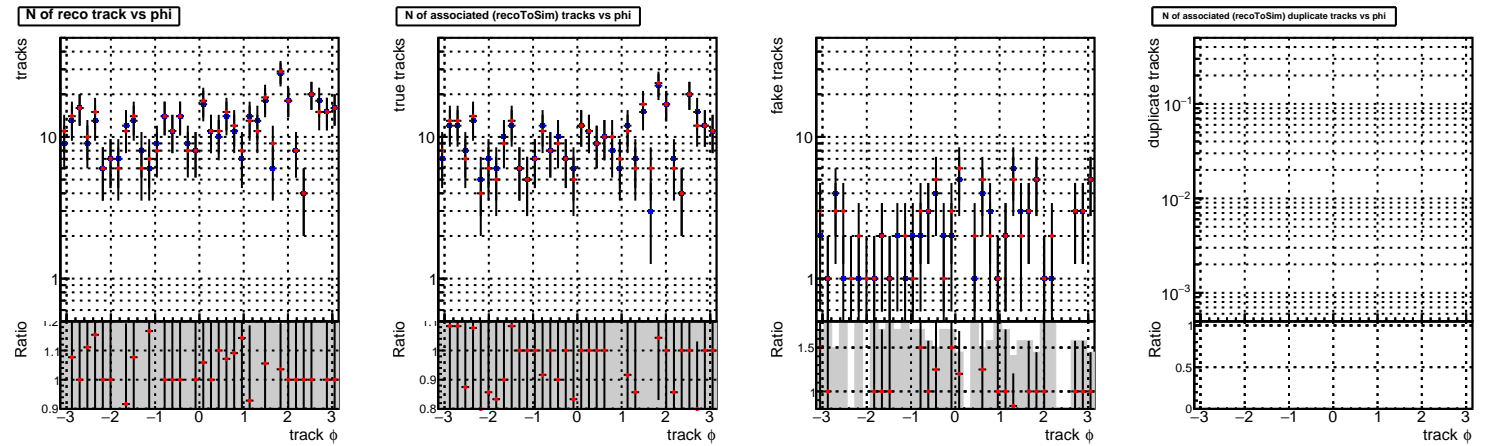 N of reco track vs phi
tracks
10
1
Ratio
1.2
1.1
1
0.9
−3 −2 −1 0 1 2 3
track ϕ
N of associated (recoToSim) tracks vs phi
true tracks
10
1
Ratio
1.1
1
0.9
0.8
−3 −2 −1 0 1 2 3
track ϕ
fake tracks
10
1
Ratio
1.5
1
−3 −2 −1 0 1 2 3
track ϕ
N of associated (recoToSim) duplicate tracks vs phi
duplicate tracks
10−1
10−2
10−3
Ratio
1
0.5
0
−3 −2 −1 0 1 2 3
track ϕ